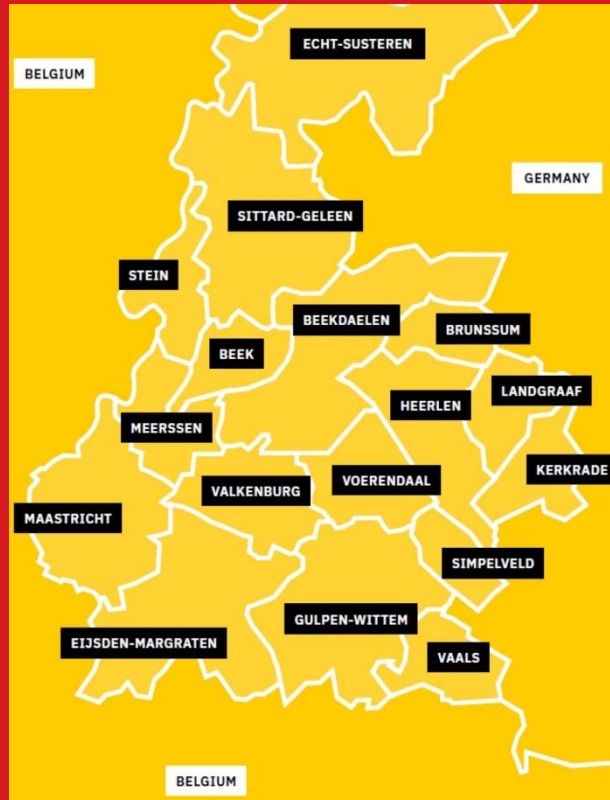 ECHT-SUSTEREN
BELGIUM
GERMANY
SITTARD-GELEEN
STEIN
BEEKDAELEN
BRUNSSUM
BEEK
LANDGRAAF
HEERLEN
MEERSSEN
KERKRADE
VOERENDAAL
VALKENBURG
MAASTRICHT
SIMPELVELD
GULPEN-WITTEM
EIJSDEN-MARGRATEN
VAALS
BELGIUM